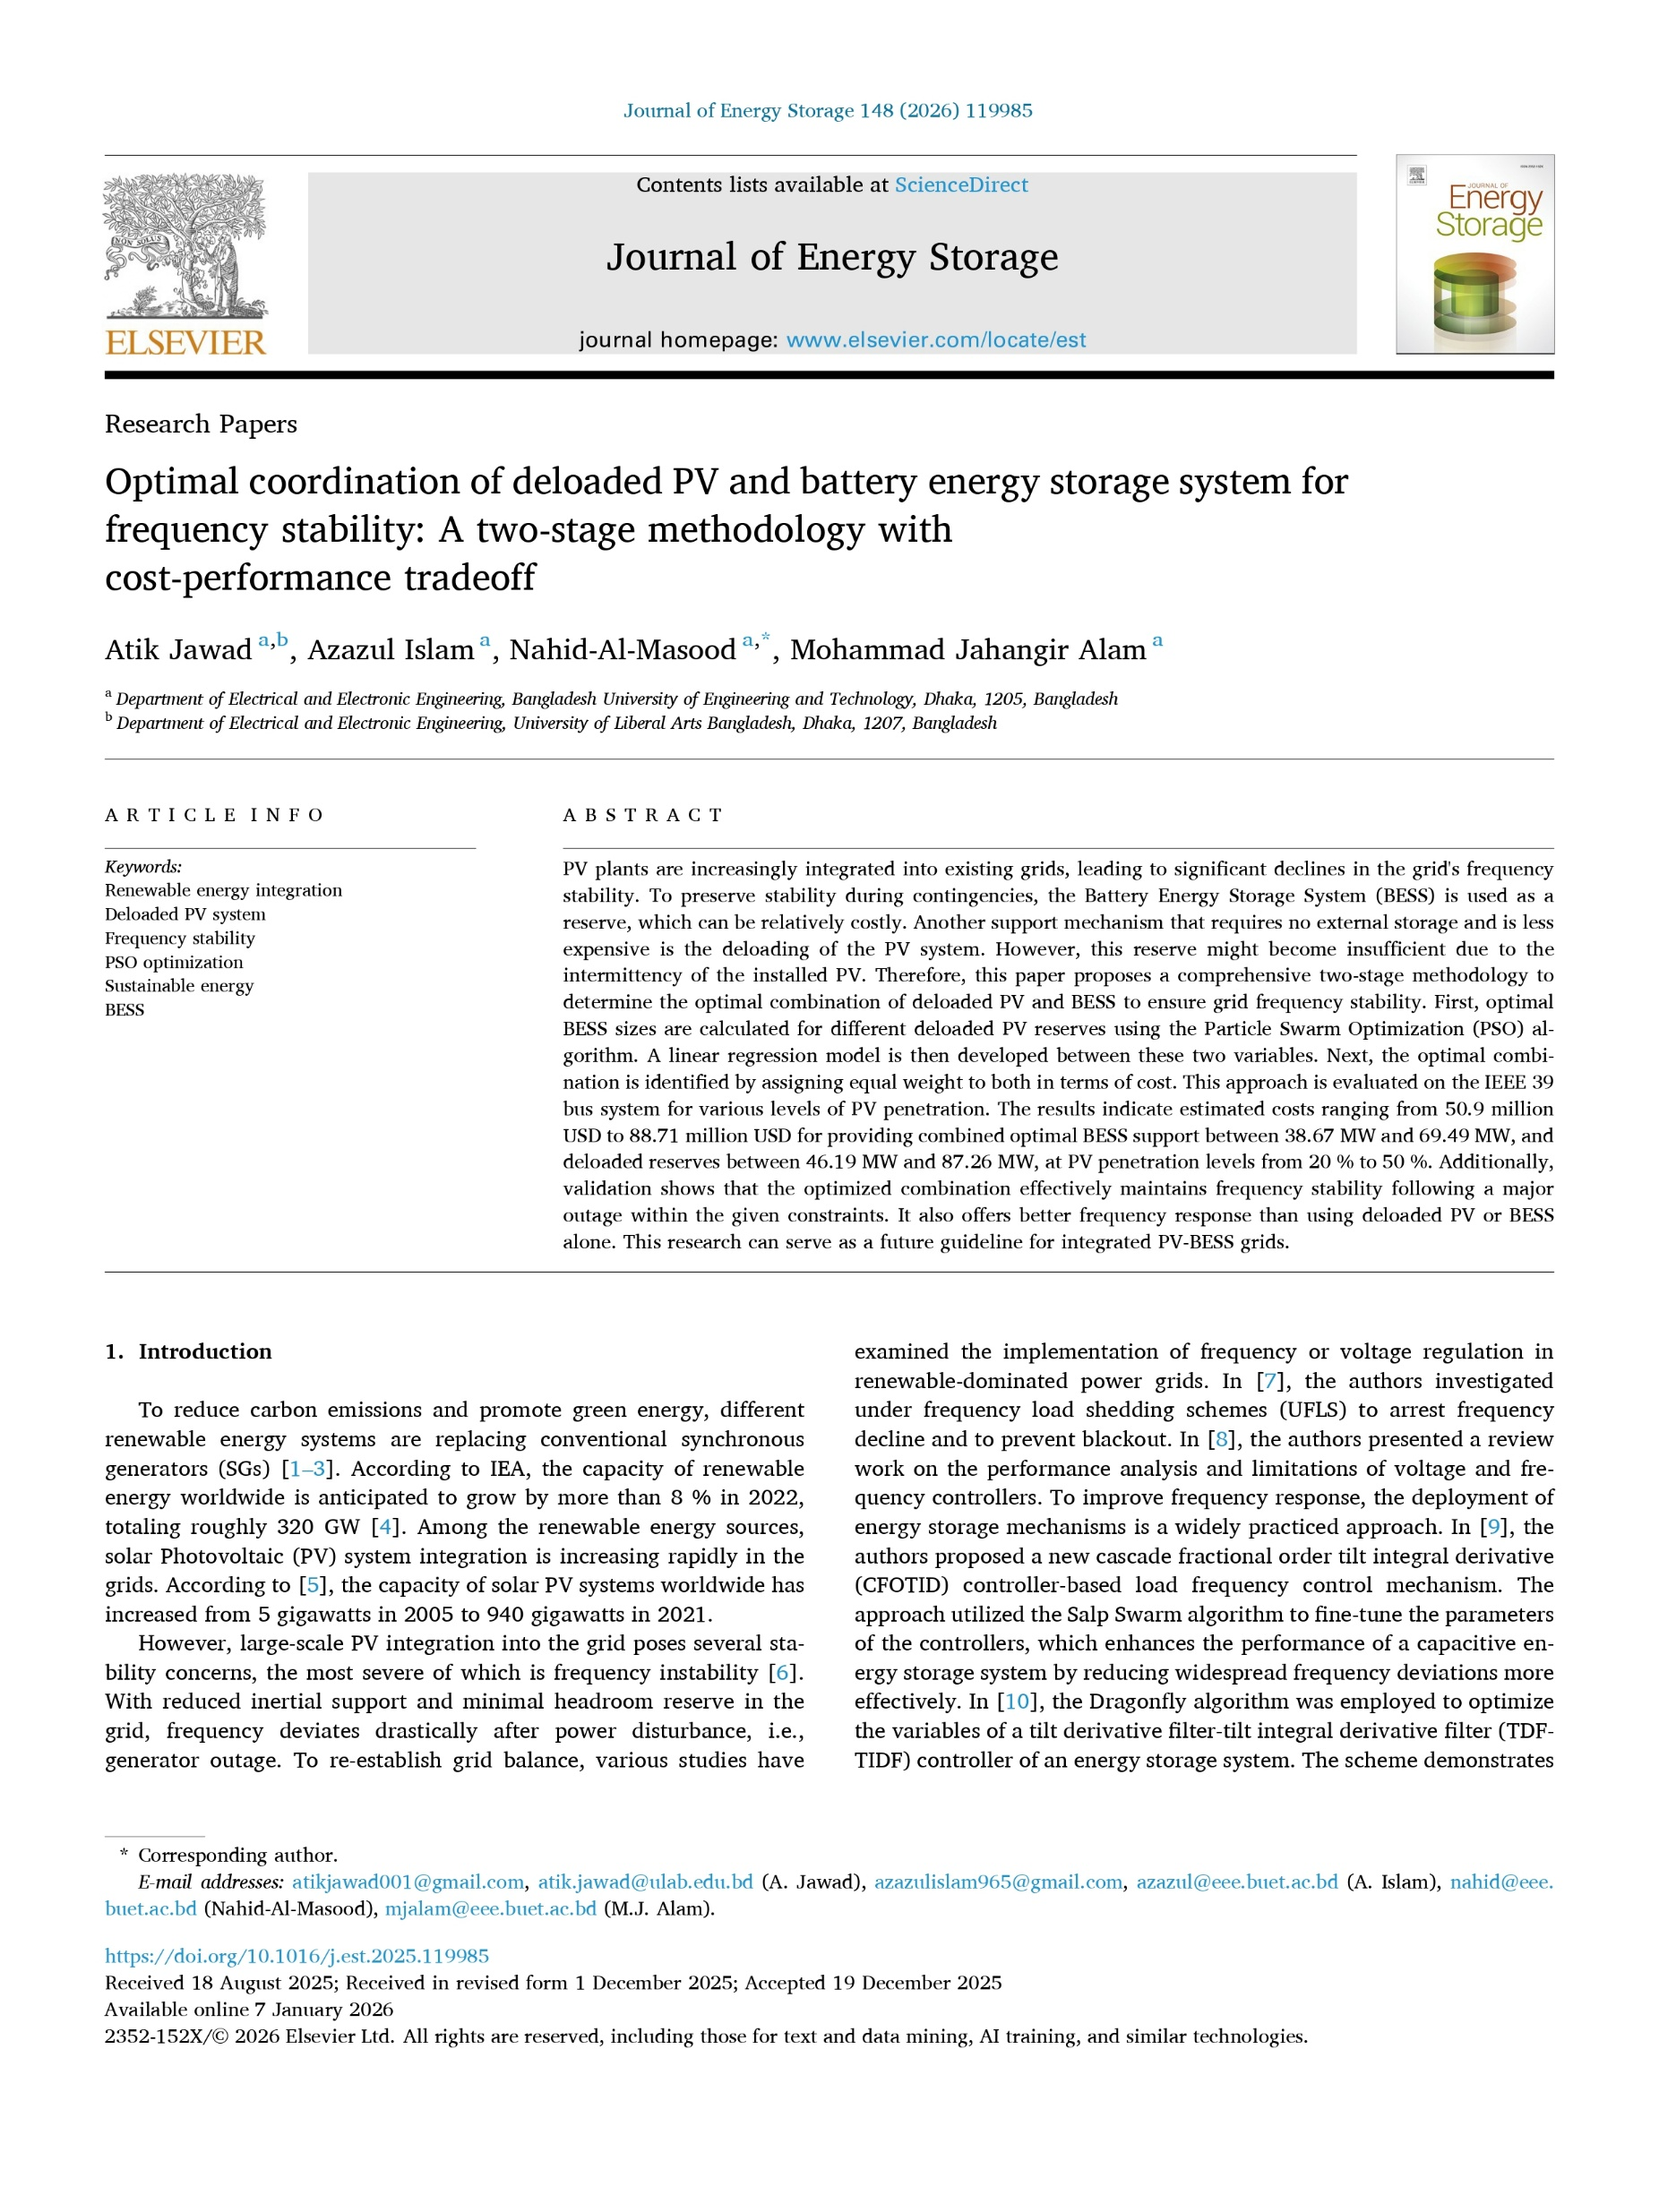 Journal of Energy Storage 148 (2026) 119985
NON SOLUS
ELSEVIER
Contents lists available at ScienceDirect
Journal of Energy Storage
journal homepage: www.elsevier.com/locate/est
JOURNAL OF
Energy
Storage
Research Papers
Optimal coordination of deloaded PV and battery energy storage system for
frequency stability: A two-stage methodology with
cost-performance tradeoff
Atik Jawad a,b, Azazul Islam a, Nahid-Al-Masood a,*, Mohammad Jahangir Alam a
a Department of Electrical and Electronic Engineering, Bangladesh University of Engineering and Technology, Dhaka, 1205, Bangladesh
b Department of Electrical and Electronic Engineering, University of Liberal Arts Bangladesh, Dhaka, 1207, Bangladesh
ARTICLE INFO
Keywords:
Renewable energy integration
Deloaded PV system
Frequency stability
PSO optimization
Sustainable energy
BESS
ABSTRACT
PV plants are increasingly integrated into existing grids, leading to significant declines in the grid's frequency
stability. To preserve stability during contingencies, the Battery Energy Storage System (BESS) is used as a
reserve, which can be relatively costly. Another support mechanism that requires no external storage and is less
expensive is the deloading of the PV system. However, this reserve might become insufficient due to the
intermittency of the installed PV. Therefore, this paper proposes a comprehensive two-stage methodology to
determine the optimal combination of deloaded PV and BESS to ensure grid frequency stability. First, optimal
BESS sizes are calculated for different deloaded PV reserves using the Particle Swarm Optimization (PSO) al-
gorithm. A linear regression model is then developed between these two variables. Next, the optimal combi-
nation is identified by assigning equal weight to both in terms of cost. This approach is evaluated on the IEEE 39
bus system for various levels of PV penetration. The results indicate estimated costs ranging from 50.9 million
USD to 88.71 million USD for providing combined optimal BESS support between 38.67 MW and 69.49 MW, and
deloaded reserves between 46.19 MW and 87.26 MW, at PV penetration levels from 20 % to 50 %. Additionally,
validation shows that the optimized combination effectively maintains frequency stability following a major
outage within the given constraints. It also offers better frequency response than using deloaded PV or BESS
alone. This research can serve as a future guideline for integrated PV-BESS grids.
1. Introduction
To reduce carbon emissions and promote green energy, different
renewable energy systems are replacing conventional synchronous
generators (SGs) [1–3]. According to IEA, the capacity of renewable
energy worldwide is anticipated to grow by more than 8 % in 2022,
totaling roughly 320 GW [4]. Among the renewable energy sources,
solar Photovoltaic (PV) system integration is increasing rapidly in the
grids. According to [5], the capacity of solar PV systems worldwide has
increased from 5 gigawatts in 2005 to 940 gigawatts in 2021.
However, large-scale PV integration into the grid poses several sta-
bility concerns, the most severe of which is frequency instability [6].
With reduced inertial support and minimal headroom reserve in the
grid, frequency deviates drastically after power disturbance, i.e.,
generator outage. To re-establish grid balance, various studies have
examined the implementation of frequency or voltage regulation in
renewable-dominated power grids. In [7], the authors investigated
under frequency load shedding schemes (UFLS) to arrest frequency
decline and to prevent blackout. In [8], the authors presented a review
work on the performance analysis and limitations of voltage and fre-
quency controllers. To improve frequency response, the deployment of
energy storage mechanisms is a widely practiced approach. In [9], the
authors proposed a new cascade fractional order tilt integral derivative
(CFOTID) controller-based load frequency control mechanism. The
approach utilized the Salp Swarm algorithm to fine-tune the parameters
of the controllers, which enhances the performance of a capacitive en-
ergy storage system by reducing widespread frequency deviations more
effectively. In [10], the Dragonfly algorithm was employed to optimize
the variables of a tilt derivative filter-tilt integral derivative filter (TDF-
TIDF) controller of an energy storage system. The scheme demonstrates
* Corresponding author.
E-mail addresses: atikjawad001@gmail.com, atik.jawad@ulab.edu.bd (A. Jawad), azazulislam965@gmail.com, azazul@eee.buet.ac.bd (A. Islam), nahid@eee.
buet.ac.bd (Nahid-Al-Masood), mjalam@eee.buet.ac.bd (M.J. Alam).
https://doi.org/10.1016/j.est.2025.119985
Received 18 August 2025; Received in revised form 1 December 2025; Accepted 19 December 2025
Available online 7 January 2026
2352-152X/© 2026 Elsevier Ltd. All rights are reserved, including those for text and data mining, AI training, and similar technologies.